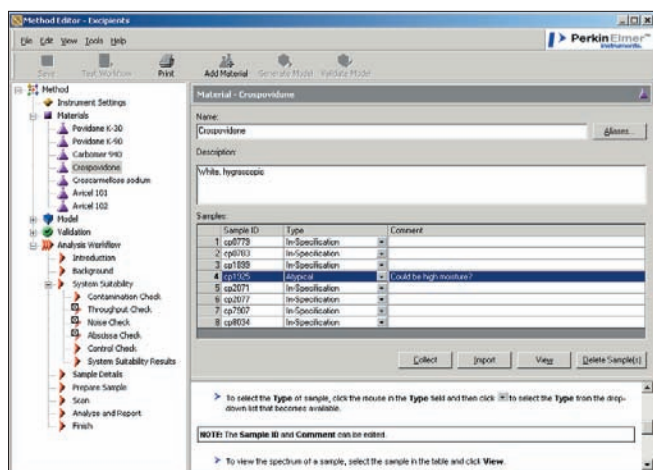 Method Editor - Excipients
File Edit View Tools Help
PerkinElmer™
instruments.
Save Test Workflow Print Add Material Generate Model Validate Model
Method
Instrument Settings
Materials
Povidone K-30
Povidone K-90
Carbomer 940
Crospovidone
Croscarmellose sodium
Avicel 101
Avicel 102
Model
Validation
Analysis Workflow
Introduction
Background
System Suitability
Contamination Check
Throughput Check
Noise Check
Abscissa Check
Control Check
System Suitability Results
Sample Details
Prepare Sample
Scan
Analyze and Report
Finish
Material - Crospovidone
Name:
Crospovidone
Aliases...
Description:
White, hygroscopic
Samples:
Sample ID Type Comment
1 cp0779 In-Specification
2 cp0783 In-Specification
3 cp1899 In-Specification
4 cp1925 Atypical Could be high moisture?
5 cp2071 In-Specification
6 cp2077 In-Specification
7 cp7907 In-Specification
8 cp8034 In-Specification
Collect Import View Delete Sample(s)
To select the Type of sample, click the mouse in the Type field and then click to select the Type from the drop-
down list that becomes available.
NOTE: The Sample ID and Comment can be edited.
To view the spectrum of a sample, select the sample in the table and click View.